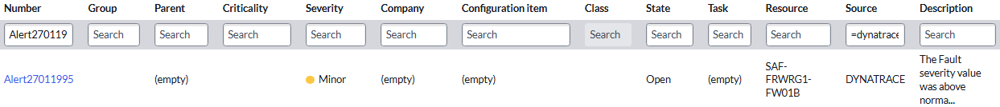 Number Group Parent Criticality Severity Company Configuration item Class State Task Resource Source Description
Alert270119 Search Search Search Search Search Search Search Search Search Search =dynatrace Search
Alert27011995 (empty) Minor (empty) (empty) Open (empty) SAF-
FRWRG1-
FW01B DYNATRACE The Fault
severity value
was above
norma...